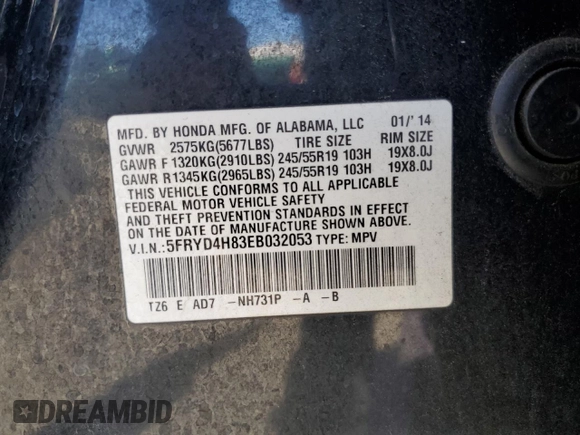 MFD. BY HONDA MFG. OF ALABAMA, LLC 01/'14
GVWR 2575KG(5677LBS) TIRE SIZE RIM SIZE
GAWR F 1320KG(2910LBS) 245/55R19 103H 19X8.0J
GAWR R1345KG(2965LBS) 245/55R19 103H 19X8.0J
THIS VEHICLE CONFORMS TO ALL APPLICABLE
FEDERAL MOTOR VEHICLE SAFETY
AND THEFT PREVENTION STANDARDS IN EFFECT
ON THE DATE OF MANUFACTURE SHOWN ABOVE.
V.I.N.: 5FRYD4H83EB032053 TYPE: MPV
TZ6 E AD7 -NH731P -A -B
DREAMBID